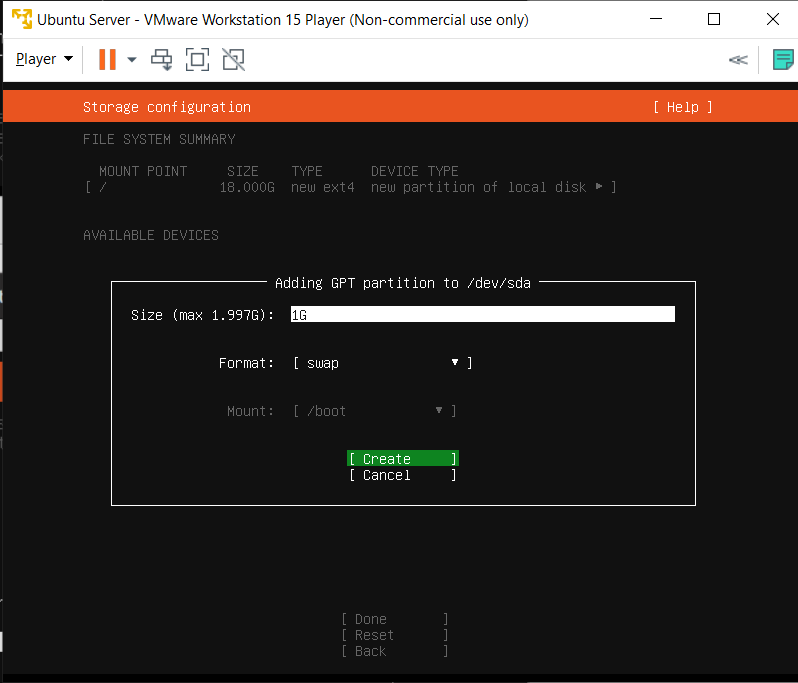 Ubuntu Server - VMware Workstation 15 Player (Non-commercial use only)
Player
Storage configuration [ Help ]
FILE SYSTEM SUMMARY
MOUNT POINT SIZE TYPE DEVICE TYPE
[ / 18.000G new ext4 new partition of local disk ▸ ]
AVAILABLE DEVICES
Adding GPT partition to /dev/sda
Size (max 1.997G): 1G
Format: [ swap ▾ ]
Mount: [ /boot ▾ ]
[ Create ]
[ Cancel ]
[ Done ]
[ Reset ]
[ Back ]